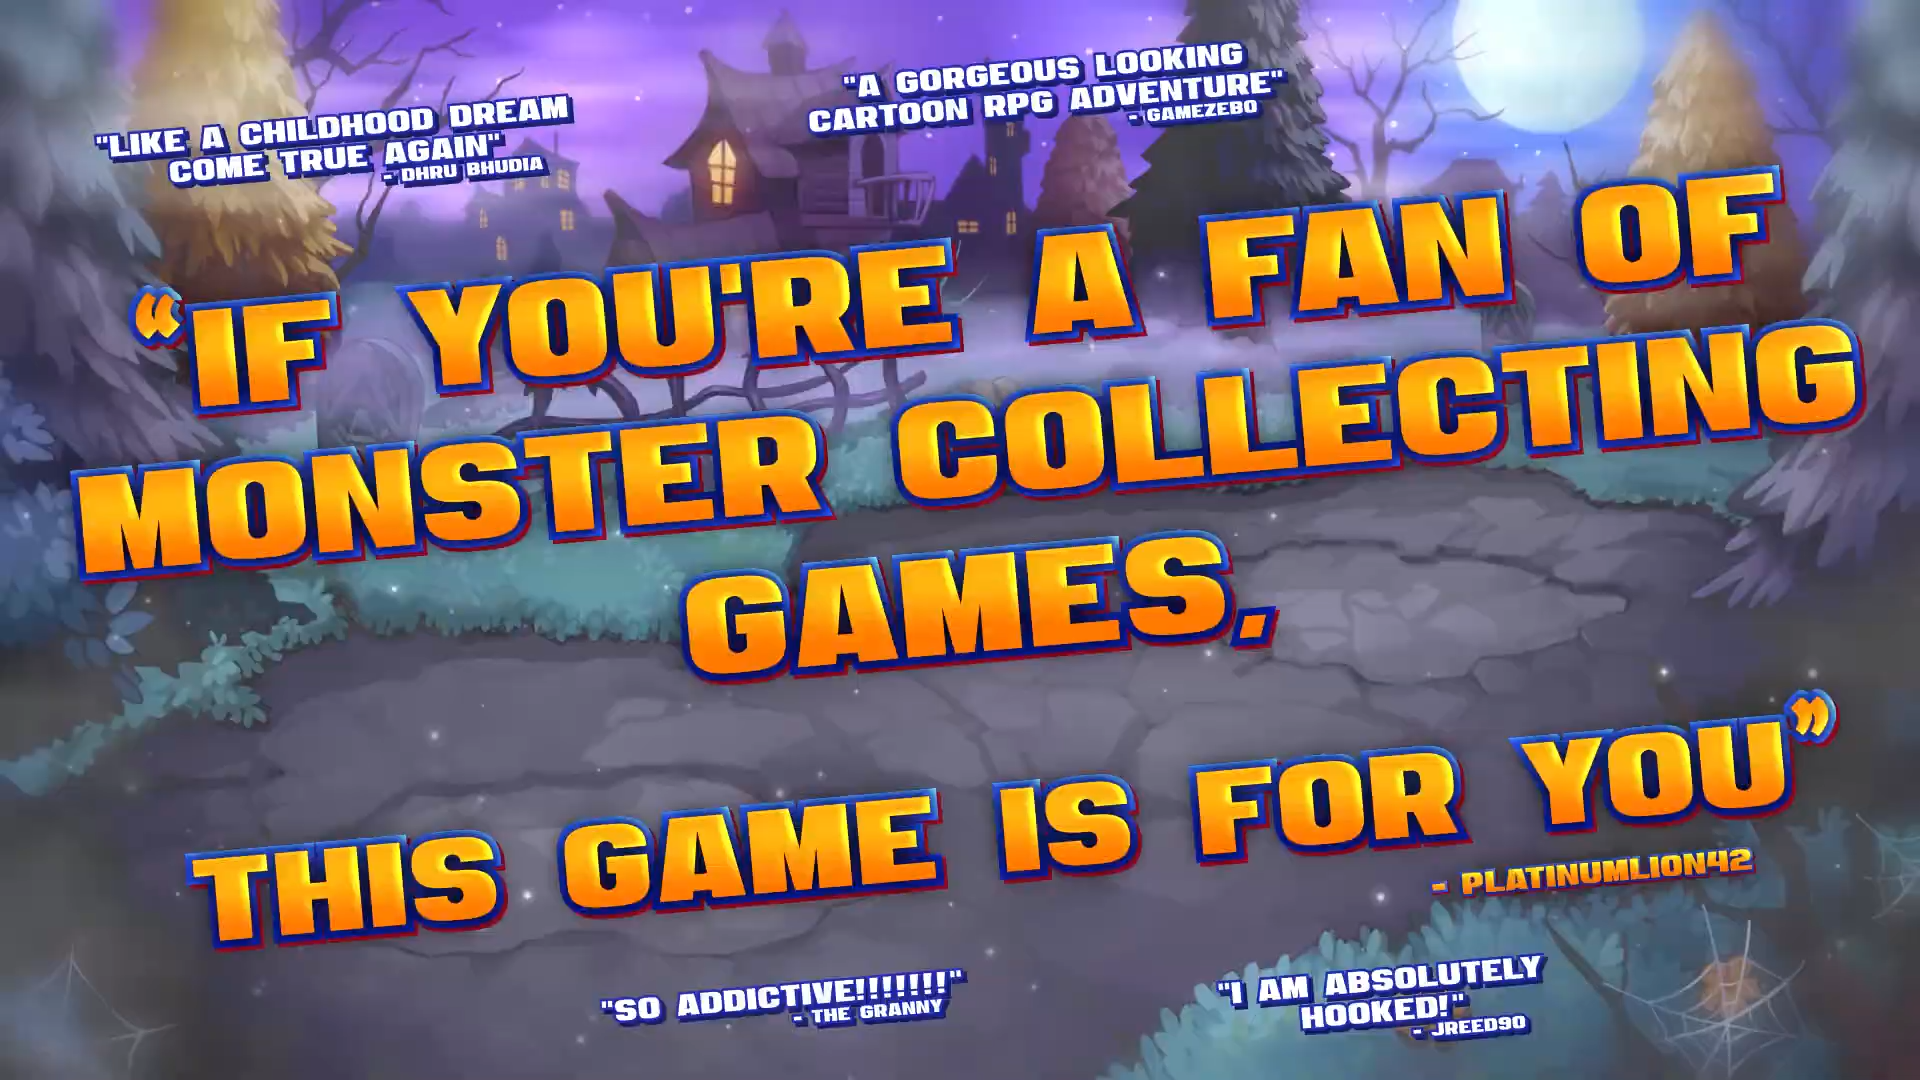 "LIKE A CHILDHOOD DREAM
COME TRUE AGAIN"
- DHRU BHUDIA
"A GORGEOUS LOOKING
CARTOON RPG ADVENTURE"
- GAMEZEBO
“IF YOU'RE A FAN OF
MONSTER COLLECTING
GAMES,
THIS GAME IS FOR YOU”
- PLATINUMLION42
"SO ADDICTIVE!!!!!!!"
- THE GRANNY
"I AM ABSOLUTELY
HOOKED!"
- JREED90